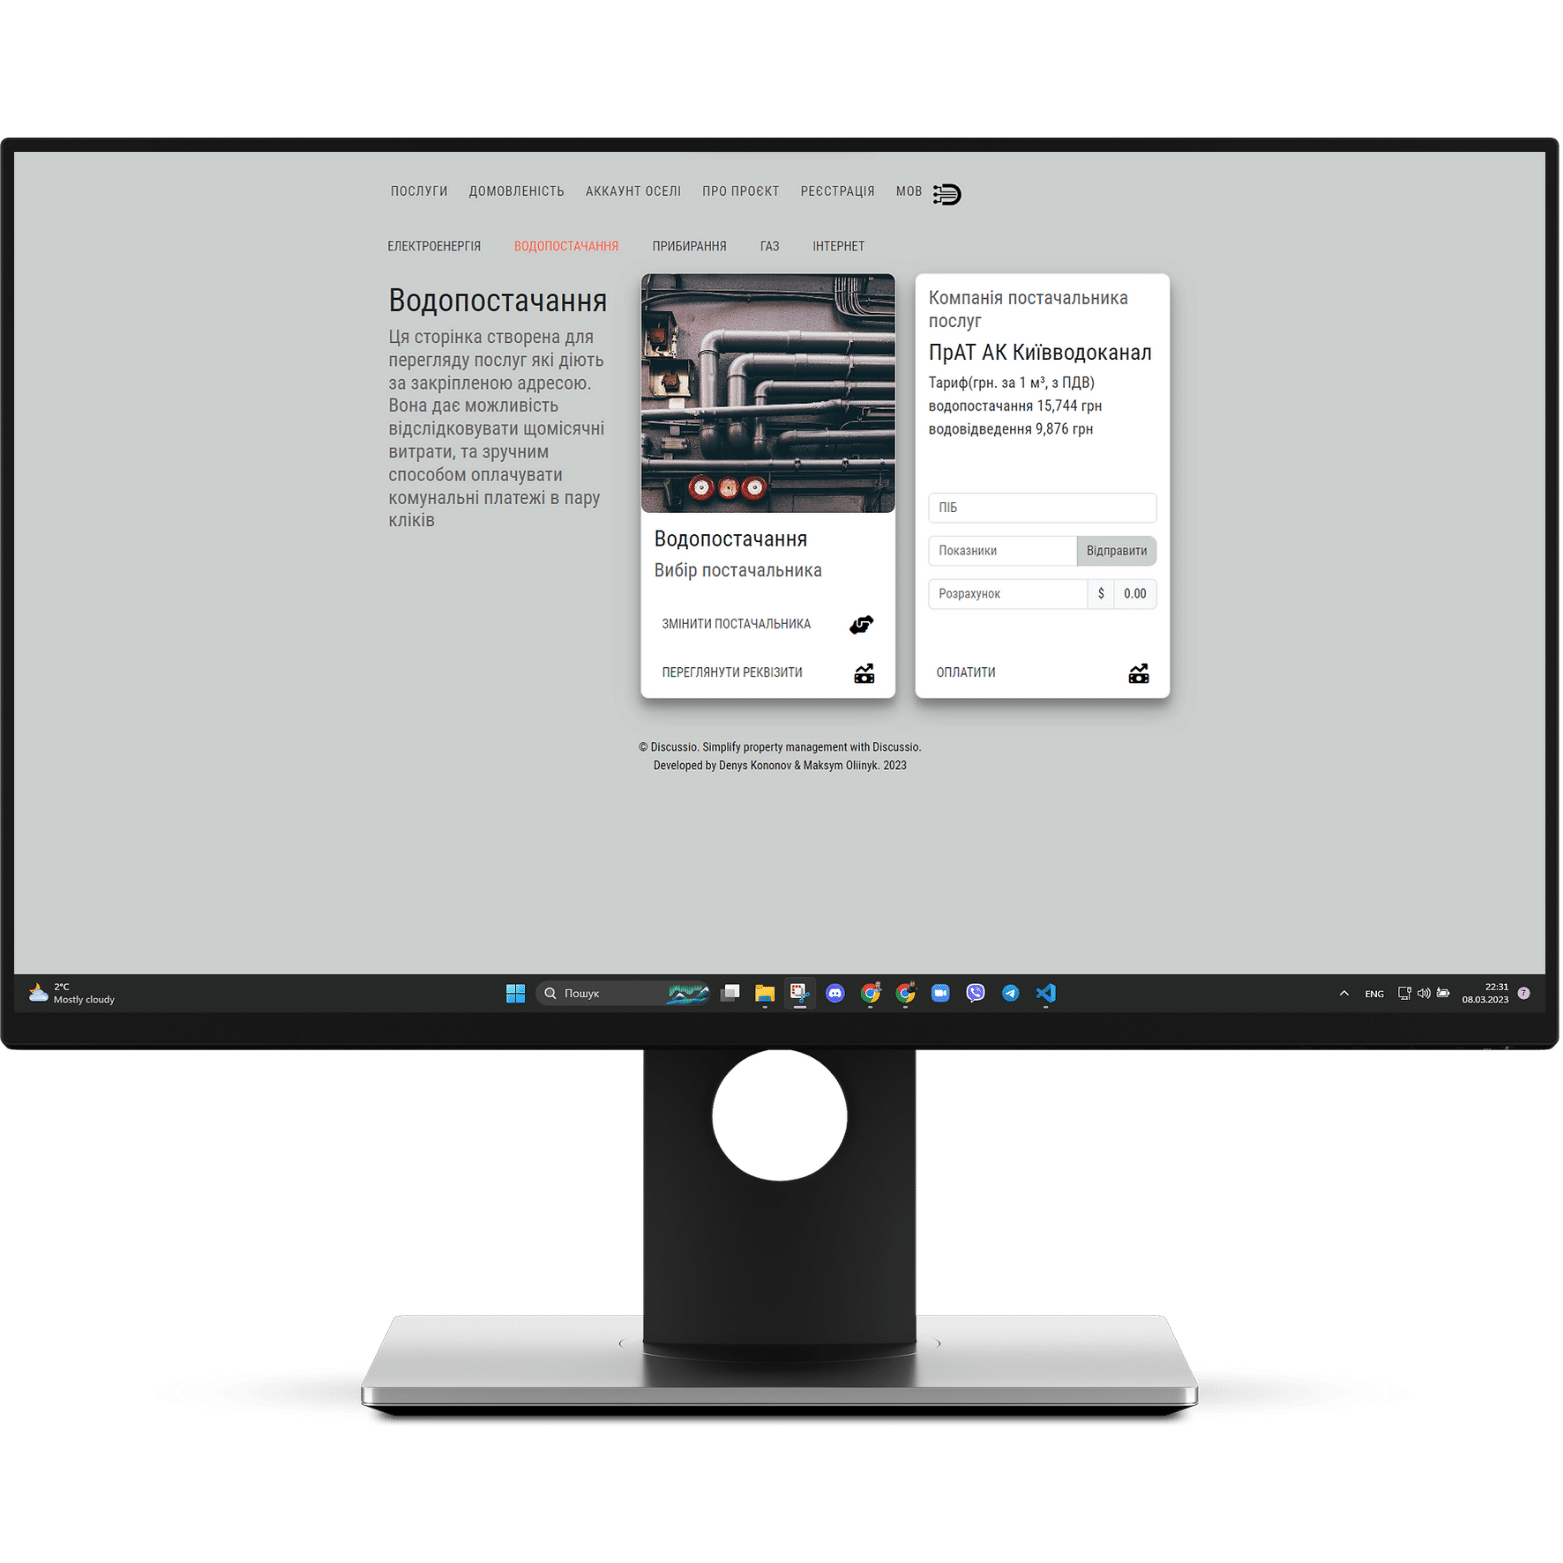 ПОСЛУГИ ДОМОВЛЕНІСТЬ АККАУНТ ОСЕЛІ ПРО ПРОЄКТ РЕЄСТРАЦІЯ МОВ
ЕЛЕКТРОЕНЕРГІЯ ВОДОПОСТАЧАННЯ ПРИБИРАННЯ ГАЗ ІНТЕРНЕТ
Водопостачання
Ця сторінка створена для
перегляду послуг які діють
за закріпленою адресою.
Вона дає можливість
відслідковувати щомісячні
витрати, та зручним
способом оплачувати
комунальні платежі в пару
кліків
Водопостачання
Вибір постачальника
ЗМІНИТИ ПОСТАЧАЛЬНИКА
ПЕРЕГЛЯНУТИ РЕКВІЗИТИ
Компанія постачальника
послуг
ПрАТ АК Київводоканал
Тариф(грн. за 1 м³, з ПДВ)
водопостачання 15,744 грн
водовідведення 9,876 грн
ПІБ
Показники Відправити
Розрахунок $ 0.00
ОПЛАТИТИ
© Discussio. Simplify property management with Discussio.
Developed by Denys Kononov & Maksym Oliinyk. 2023
2°C
Mostly cloudy
Пошук
ENG
22:31
08.03.2023
7